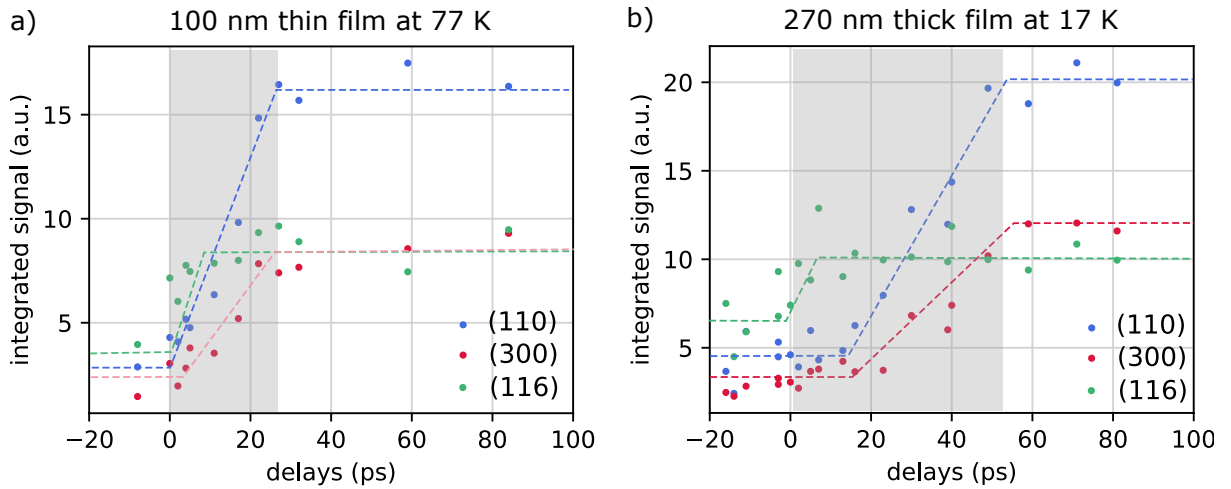 a)
100 nm thin film at 77 K
integrated signal (a.u.)
15
10
5
(110)
(300)
(116)
−20 0 20 40 60 80 100
delays (ps)
b)
270 nm thick film at 17 K
integrated signal (a.u.)
20
15
10
5
(110)
(300)
(116)
−20 0 20 40 60 80 100
delays (ps)